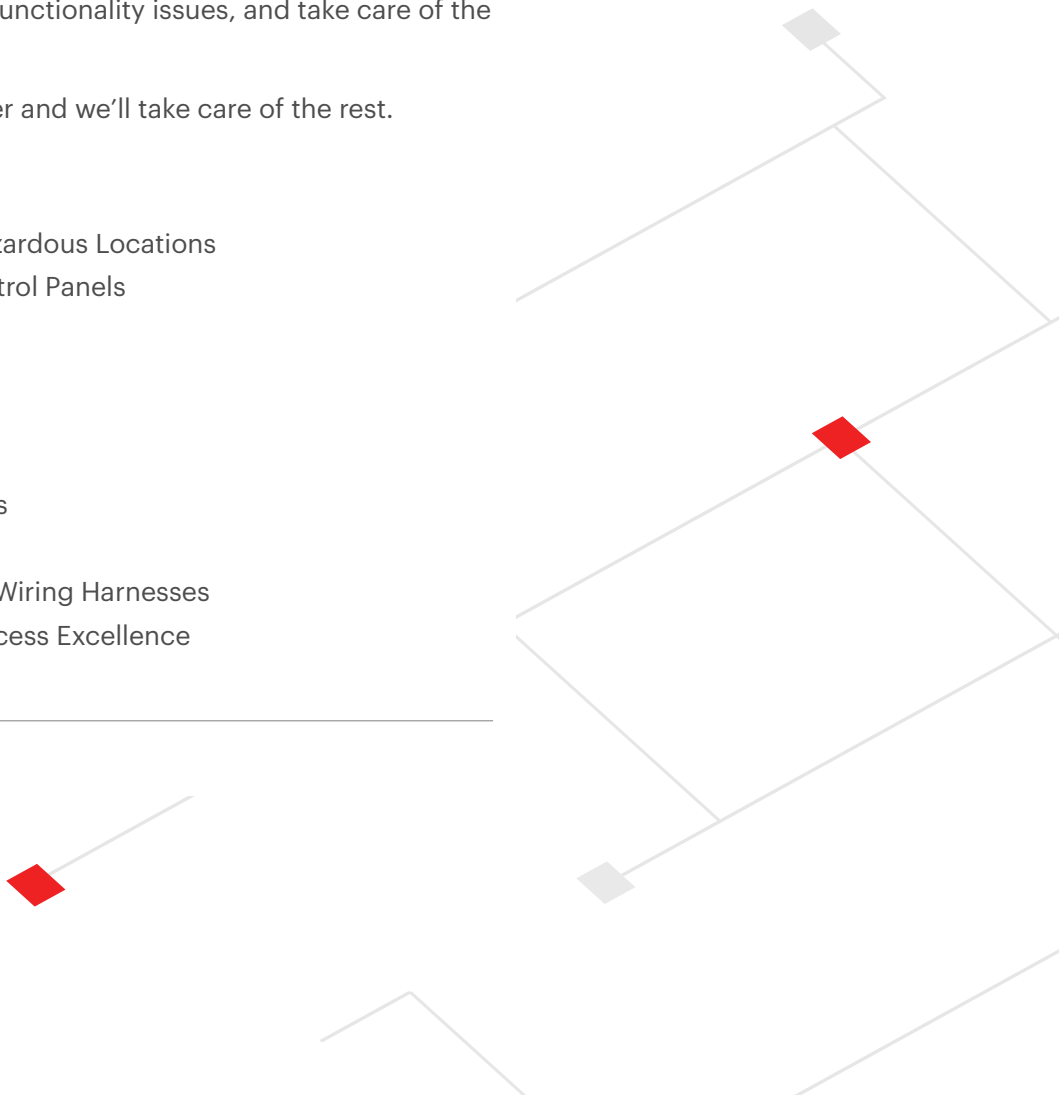 unctionality issues, and take care of the
er and we’ll take care of the rest.
zardous Locations
trol Panels
s
Wiring Harnesses
cess Excellence